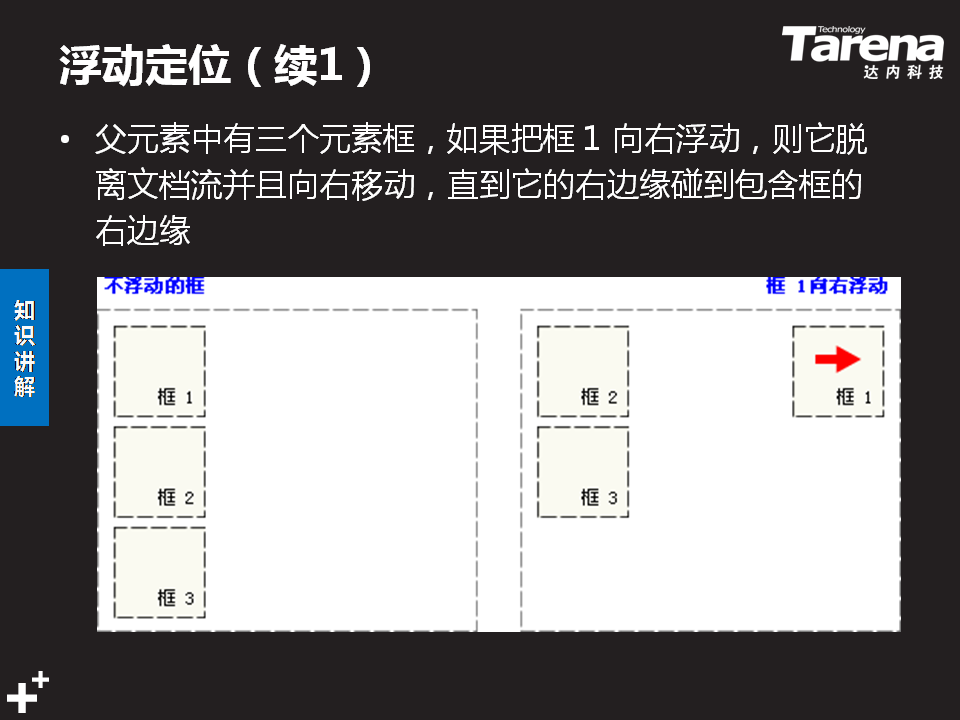 浮动定位（续1）
Technology
Tarena
达内科技
• 父元素中有三个元素框，如果把框 1 向右浮动，则它脱
离文档流并且向右移动，直到它的右边缘碰到包含框的
右边缘
知识讲解
不浮动的框
框 1向右浮动
框 1
框 2
框 3
框 2
框 1
框 3